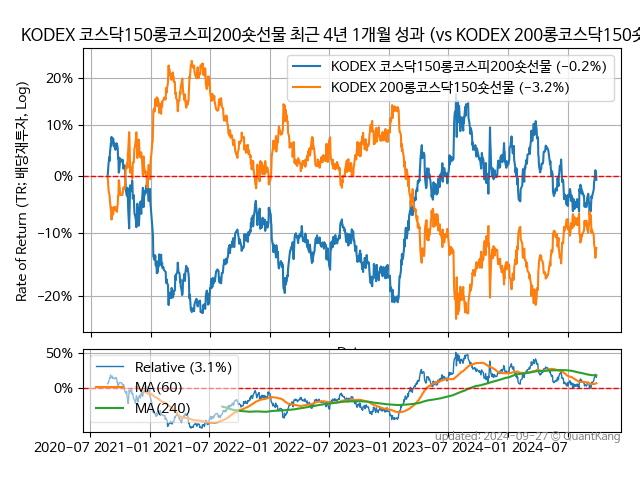 KODEX 코스닥150롱코스피200숏선물 최근 4년 1개월 성과 (vs KODEX 200롱코스닥150숏
KODEX 코스닥150롱코스피200숏선물 (−0.2%)
KODEX 200롱코스닥150숏선물 (−3.2%)
Rate of Return (TR: 배당재투자, Log)
20%
10%
0%
−10%
−20%
50%
0%
Relative (3.1%)
MA(60)
MA(240)
updated: 2024-09-27 © QuantKang
2020-07 2021-01 2021-07 2022-01 2022-07 2023-01 2023-07 2024-01 2024-07